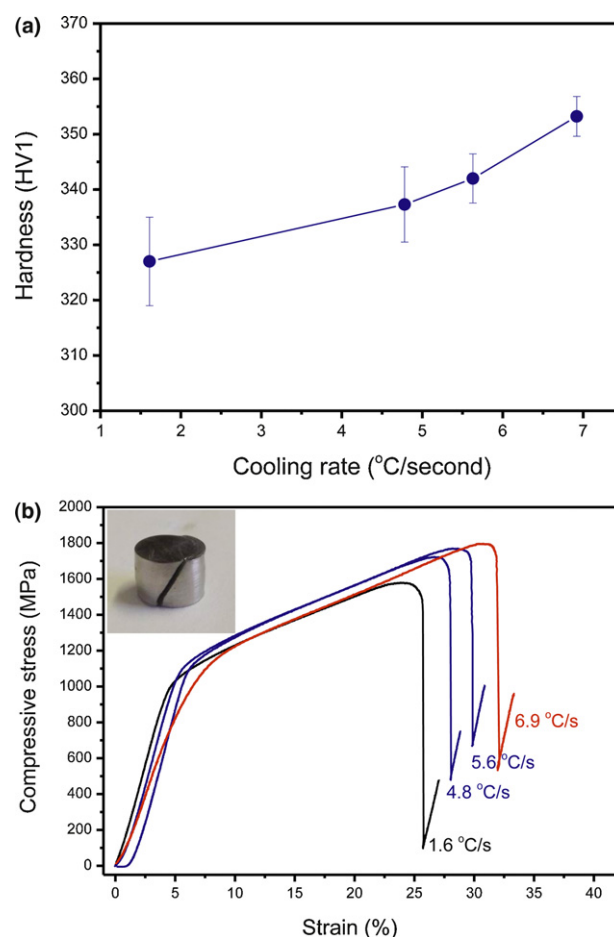 (a)
370
360
350
340
330
320
310
300
Hardness (HV1)
1 2 3 4 5 6 7
Cooling rate (°C/second)
(b)
2000
1800
1600
1400
1200
1000
800
600
400
200
0
Compressive stress (MPa)
6.9 °C/s
5.6 °C/s
4.8 °C/s
1.6 °C/s
0 5 10 15 20 25 30 35 40
Strain (%)